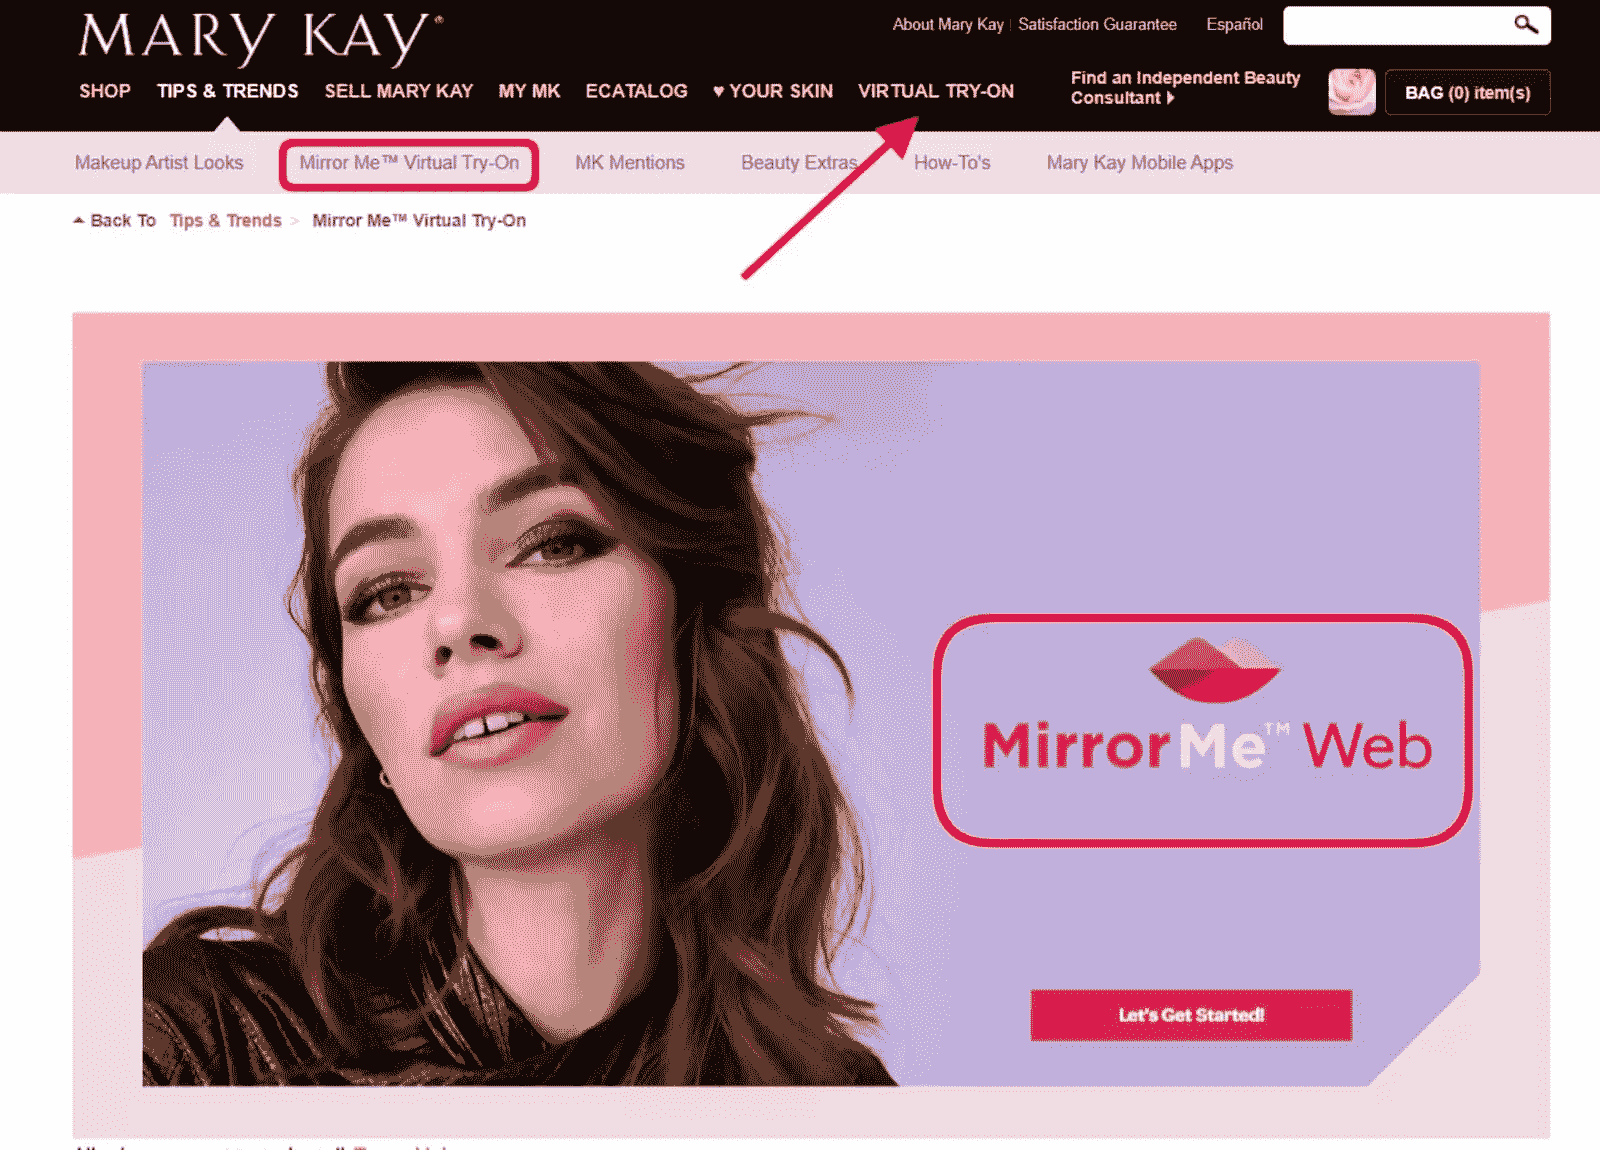 MARY KAY®
About Mary Kay | Satisfaction Guarantee Español
SHOP TIPS & TRENDS SELL MARY KAY MY MK ECATALOG ♥ YOUR SKIN VIRTUAL TRY-ON
Find an Independent Beauty
Consultant
BAG (0) item(s)
Makeup Artist Looks Mirror Me™ Virtual Try-On MK Mentions Beauty Extras How-To's Mary Kay Mobile Apps
Back To Tips & Trends > Mirror Me™ Virtual Try-On
MirrorMe™ Web
Let's Get Started!